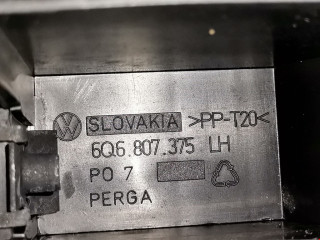 SLOVAKIA >PP-T20<
6Q6.807.375 LH
PO 7
PERGA